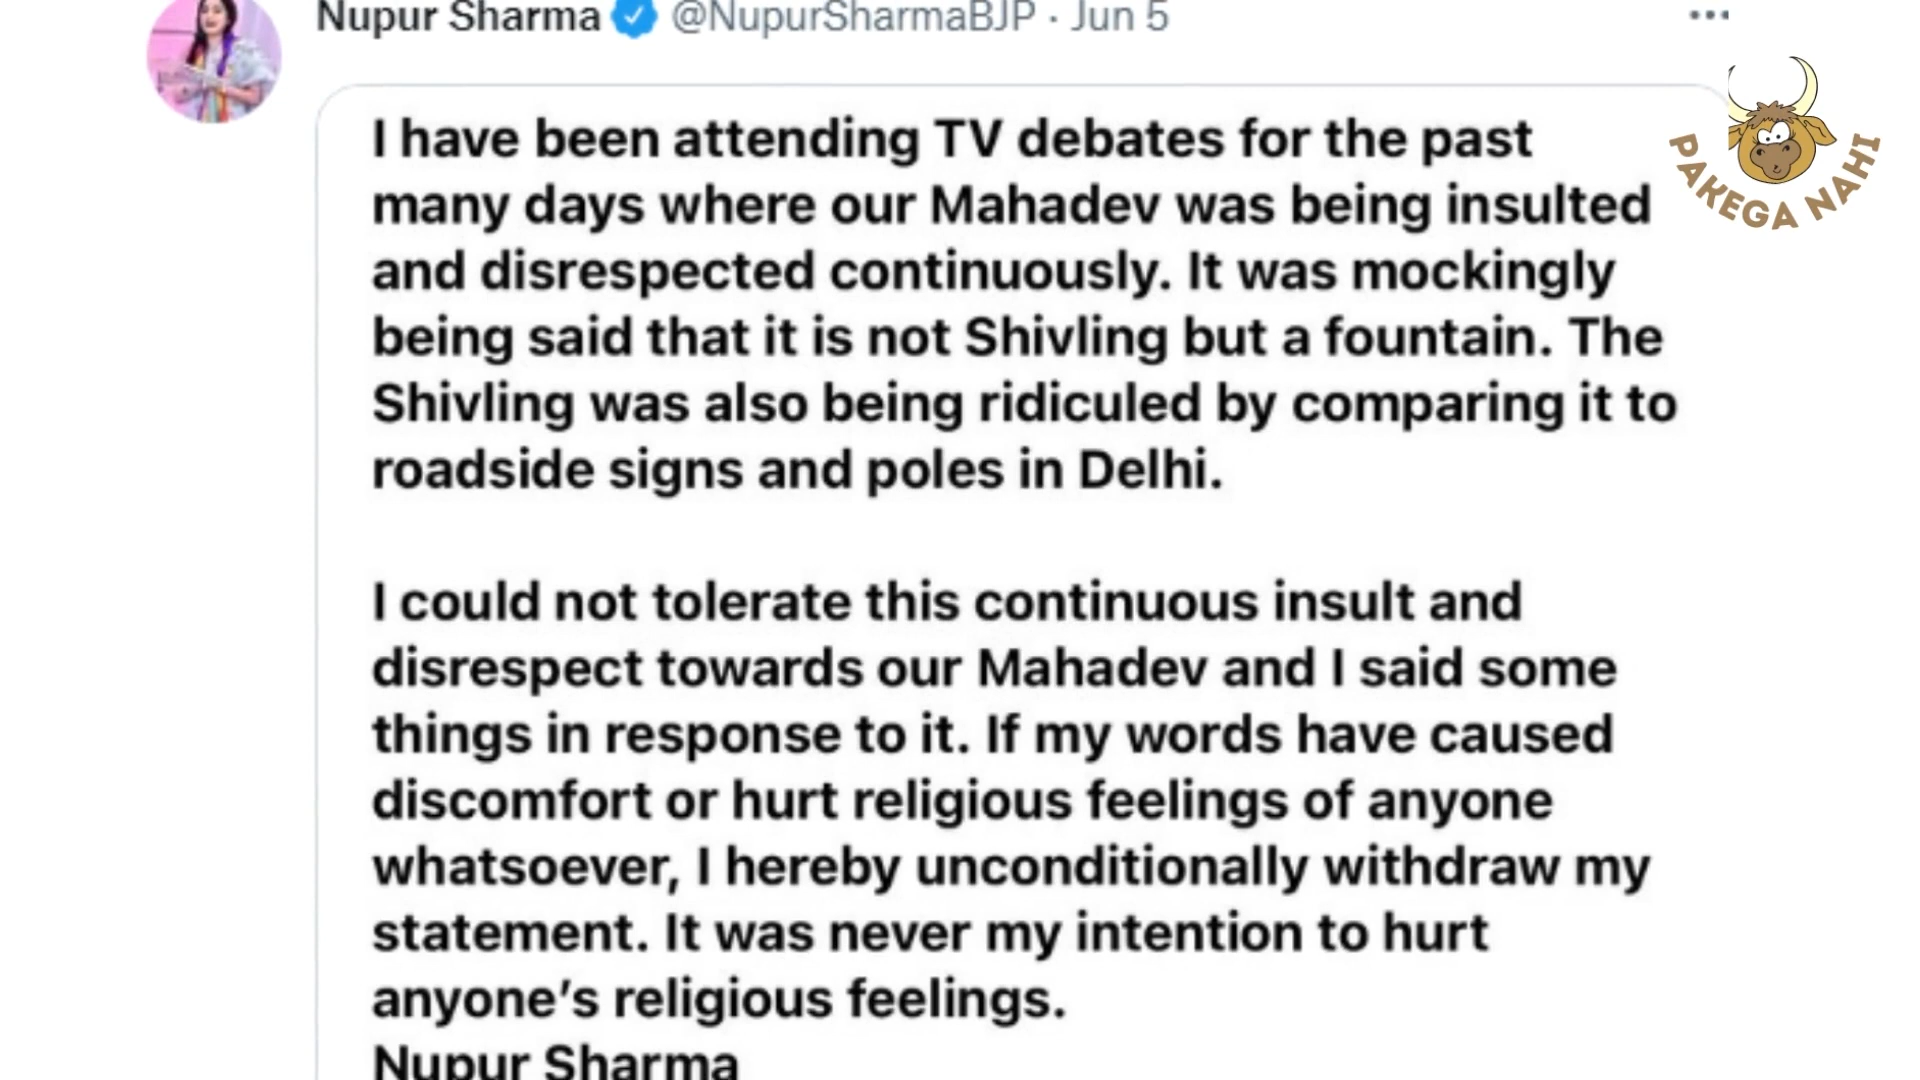 Nupur Sharma @NupurSharmaBJP · Jun 5
PAKEGA NAHI
I have been attending TV debates for the past
many days where our Mahadev was being insulted
and disrespected continuously. It was mockingly
being said that it is not Shivling but a fountain. The
Shivling was also being ridiculed by comparing it to
roadside signs and poles in Delhi.
I could not tolerate this continuous insult and
disrespect towards our Mahadev and I said some
things in response to it. If my words have caused
discomfort or hurt religious feelings of anyone
whatsoever, I hereby unconditionally withdraw my
statement. It was never my intention to hurt
anyone’s religious feelings.
Nupur Sharma